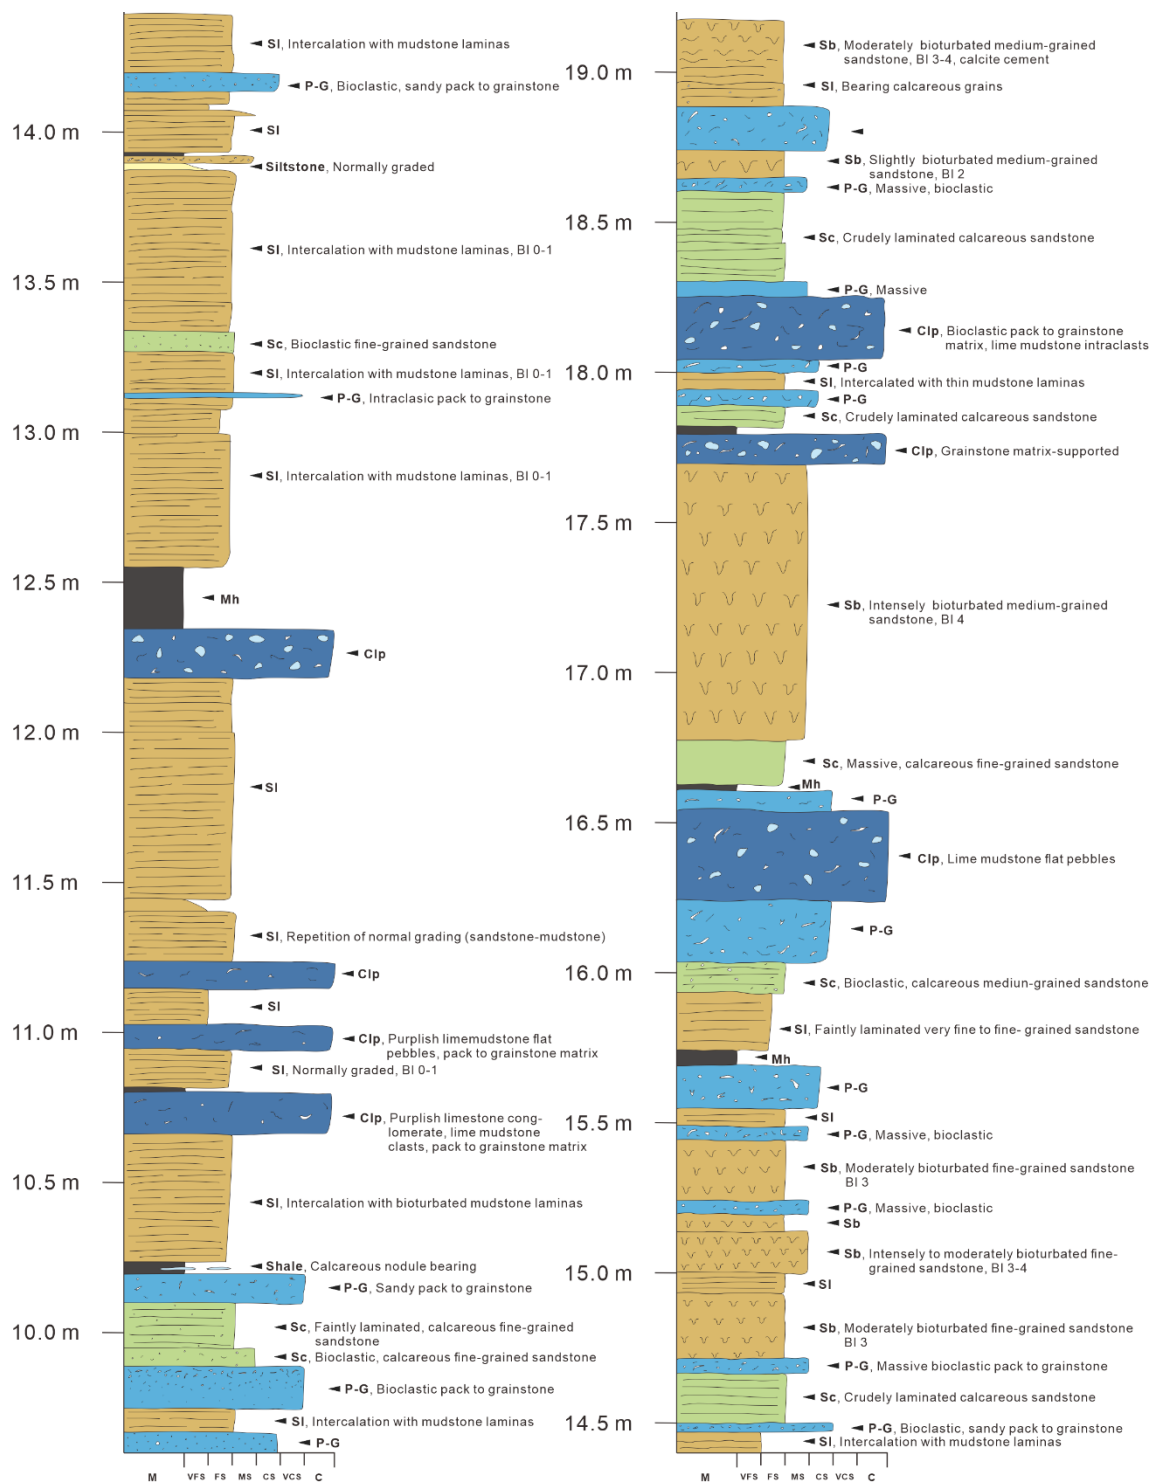 Sl, Intercalation with mudstone laminas
P-G, Bioclastic, sandy pack to grainstone
14.0 m
Sl
Siltstone, Normally graded
Sl, Intercalation with mudstone laminas, BI 0-1
13.5 m
Sc, Bioclastic fine-grained sandstone
Sl, Intercalation with mudstone laminas, BI 0-1
P-G, Intraclasic pack to grainstone
13.0 m
Sl, Intercalation with mudstone laminas, BI 0-1
12.5 m
Mh
Clp
12.0 m
Sl
11.5 m
Sl, Repetition of normal grading (sandstone-mudstone)
Clp
Sl
11.0 m
Clp, Purplish limemudstone flat
pebbles, pack to grainstone matrix
Sl, Normally graded, BI 0-1
Clp, Purplish limestone cong-
lomerate, lime mudstone
clasts, pack to grainstone matrix
10.5 m
Sl, Intercalation with bioturbated mudstone laminas
Shale, Calcareous nodule bearing
P-G, Sandy pack to grainstone
10.0 m
Sc, Faintly laminated, calcareous fine-grained
sandstone
Sc, Bioclastic, calcareous fine-grained sandstone
P-G, Bioclastic pack to grainstone
Sl, Intercalation with mudstone laminas
P-G
M VFS FS MS CS VCS C
Sb, Moderately bioturbated medium-grained
sandstone, BI 3-4, calcite cement
19.0 m
Sl, Bearing calcareous grains
Sb, Slightly bioturbated medium-grained
sandstone, BI 2
P-G, Massive, bioclastic
18.5 m
Sc, Crudely laminated calcareous sandstone
P-G, Massive
Clp, Bioclastic pack to grainstone
matrix, lime mudstone intraclasts
P-G
18.0 m
Sl, Intercalated with thin mudstone laminas
P-G
Sc, Crudely laminated calcareous sandstone
Clp, Grainstone matrix-supported
17.5 m
Sb, Intensely bioturbated medium-grained
sandstone, BI 4
17.0 m
Sc, Massive, calcareous fine-grained sandstone
Mh
P-G
16.5 m
Clp, Lime mudstone flat pebbles
P-G
16.0 m
Sc, Bioclastic, calcareous mediun-grained sandstone
Sl, Faintly laminated very fine to fine- grained sandstone
Mh
P-G
15.5 m
Sl
P-G, Massive, bioclastic
Sb, Moderately bioturbated fine-grained sandstone
BI 3
P-G, Massive, bioclastic
Sb
Sb, Intensely to moderately bioturbated fine-
grained sandstone, BI 3-4
15.0 m
Sl
Sb, Moderately bioturbated fine-grained sandstone
BI 3
P-G, Massive bioclastic pack to grainstone
Sc, Crudely laminated calcareous sandstone
14.5 m
P-G, Bioclastic, sandy pack to grainstone
Sl, Intercalation with mudstone laminas
M VFS FS MS CS VCS C